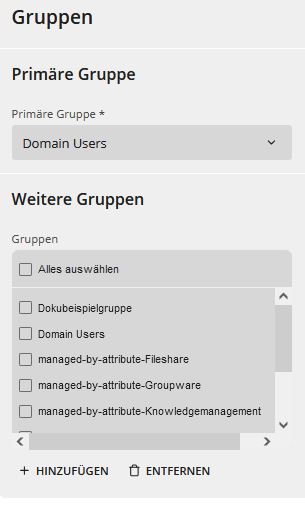 Gruppen
Primäre Gruppe
Primäre Gruppe *
Domain Users
Weitere Gruppen
Gruppen
Alles auswählen
Dokubeispielgruppe
Domain Users
managed-by-attribute-Fileshare
managed-by-attribute-Groupware
managed-by-attribute-Knowledgemanagement
+ HINZUFÜGEN ENTFERNEN